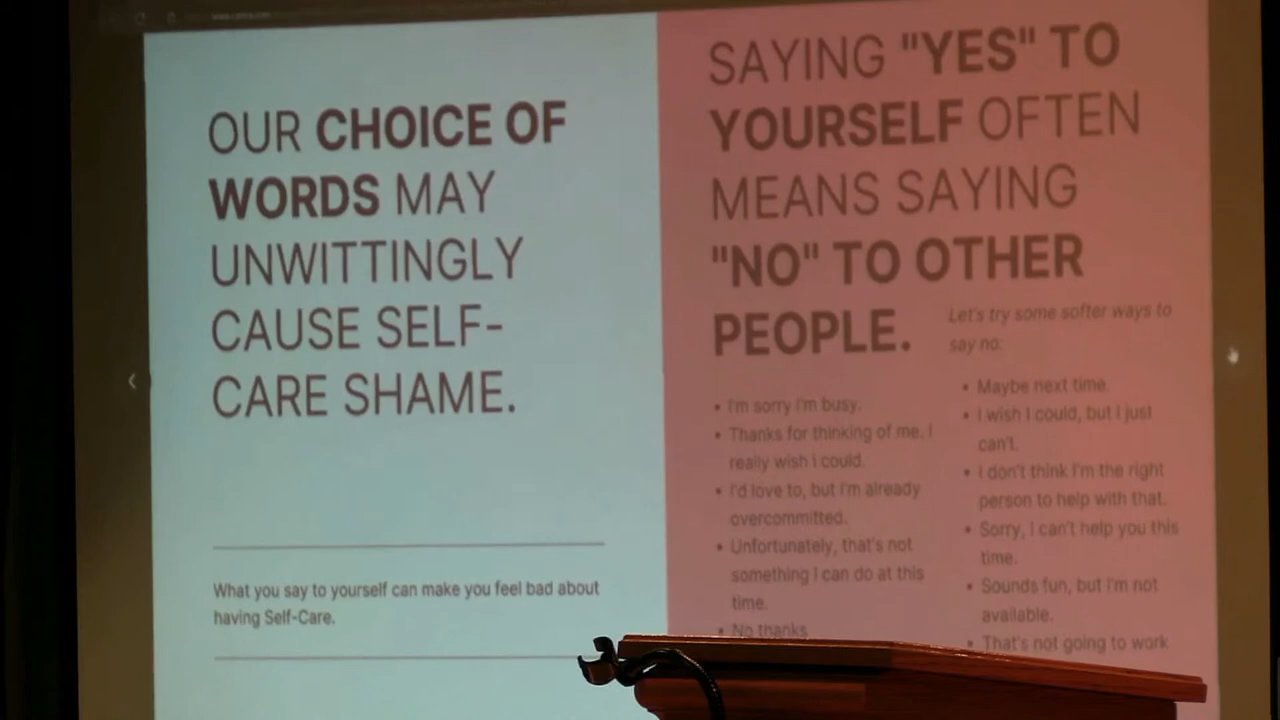 www.canva.com
OUR CHOICE OF
WORDS MAY
UNWITTINGLY
CAUSE SELF-
CARE SHAME.
What you say to yourself can make you feel bad about
having Self-Care.
SAYING "YES" TO
YOURSELF OFTEN
MEANS SAYING
"NO" TO OTHER
PEOPLE.
Let's try some softer ways to
say no:
• I'm sorry I'm busy.
• Thanks for thinking of me. I
really wish I could.
• I'd love to, but I'm already
overcommitted.
• Unfortunately, that's not
something I can do at this
time.
• No thanks
• Maybe next time.
• I wish I could, but I just
can't.
• I don't think I'm the right
person to help with that.
• Sorry, I can't help you this
time.
• Sounds fun, but I'm not
available.
• That's not going to work